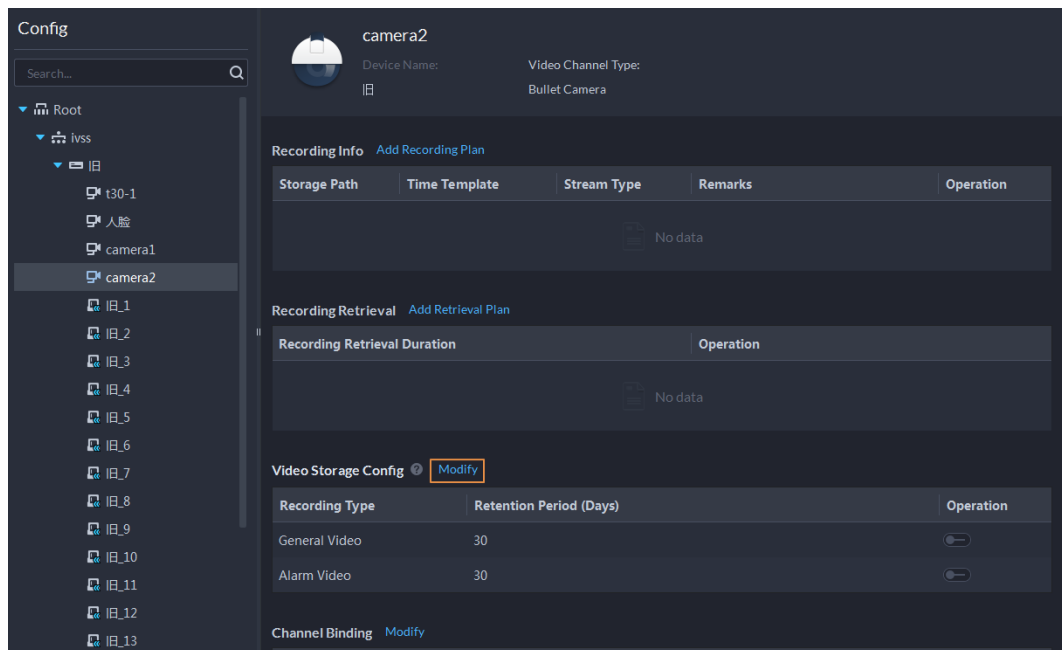 Config
Search...
Root
ivss
旧
t30-1
人脸
camera1
camera2
旧_1
旧_2
旧_3
旧_4
旧_5
旧_6
旧_7
旧_8
旧_9
旧_10
旧_11
旧_12
旧_13
camera2
Device Name: Video Channel Type:
旧 Bullet Camera
Recording Info Add Recording Plan
Storage Path Time Template Stream Type Remarks Operation
No data
Recording Retrieval Add Retrieval Plan
Recording Retrieval Duration Operation
No data
Video Storage Config ? Modify
Recording Type Retention Period (Days) Operation
General Video 30
Alarm Video 30
Channel Binding Modify